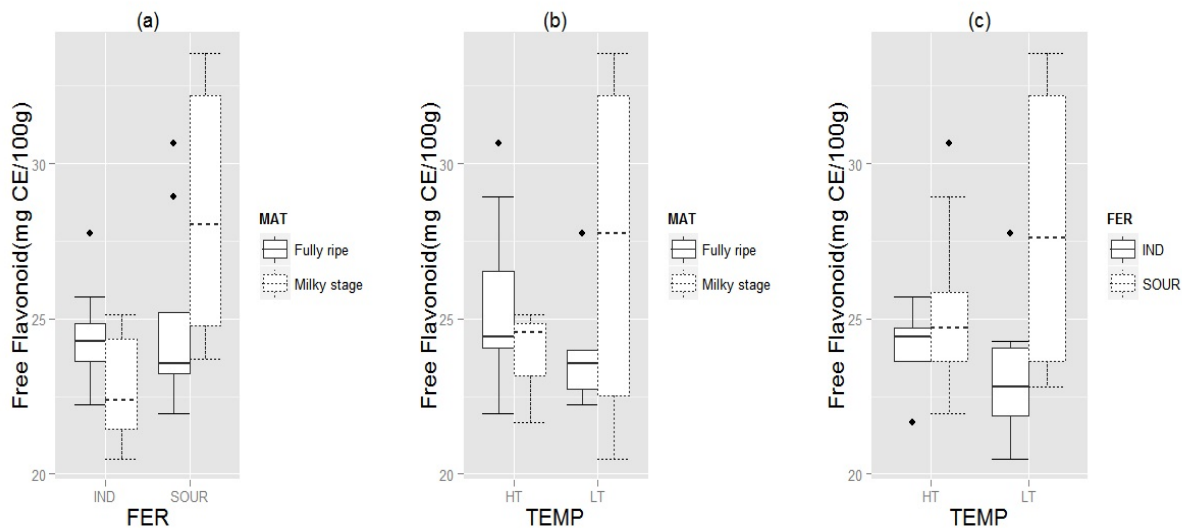 (a)
Free Flavonoid(mg CE/100g)
30
25
20
IND
SOUR
FER
MAT
Fully ripe
Milky stage
(b)
Free Flavonoid(mg CE/100g)
30
25
20
HT
LT
TEMP
MAT
Fully ripe
Milky stage
(c)
Free Flavonoid(mg CE/100g)
30
25
20
HT
LT
TEMP
FER
IND
SOUR